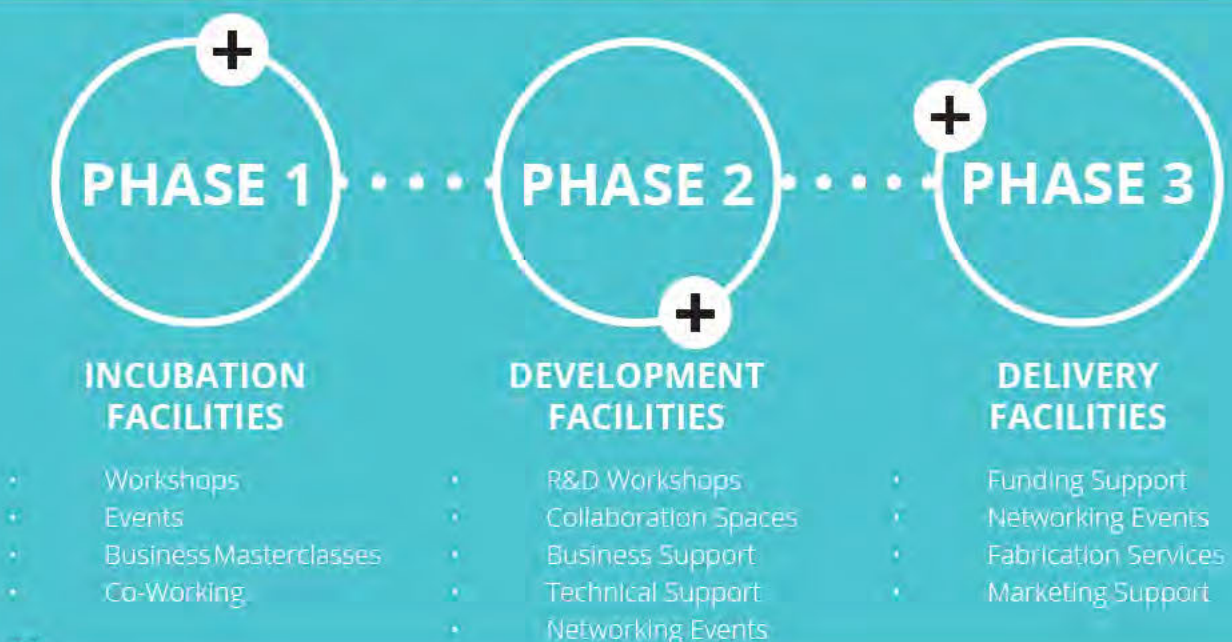 PHASE 1
PHASE 2
PHASE 3
INCUBATION
FACILITIES
• Workshops
• Events
• Business Masterclasses
• Co-Working
DEVELOPMENT
FACILITIES
• R&D Workshops
• Collaboration Spaces
• Business Support
• Technical Support
• Networking Events
DELIVERY
FACILITIES
• Funding Support
• Networking Events
• Fabrication Services
• Marketing Support